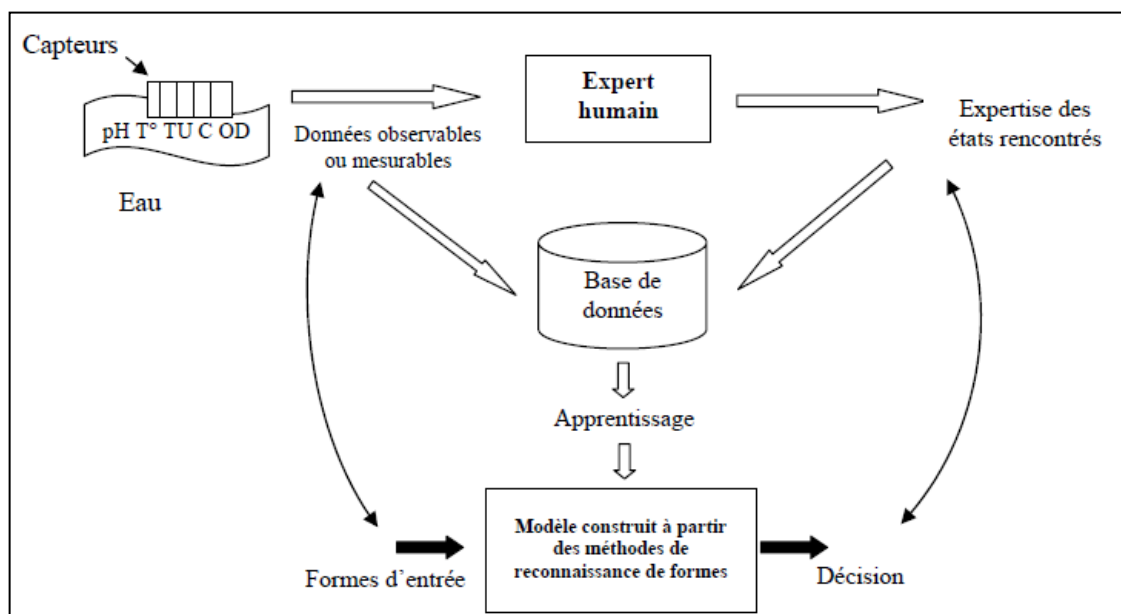 Capteurs
pH T° TU C OD
Eau
Données observables
ou mesurables
Expert
humain
Expertise des
états rencontrés
Base de
données
Apprentissage
Formes d'entrée
Modèle construit à partir
des méthodes de
reconnaissance de formes
Décision